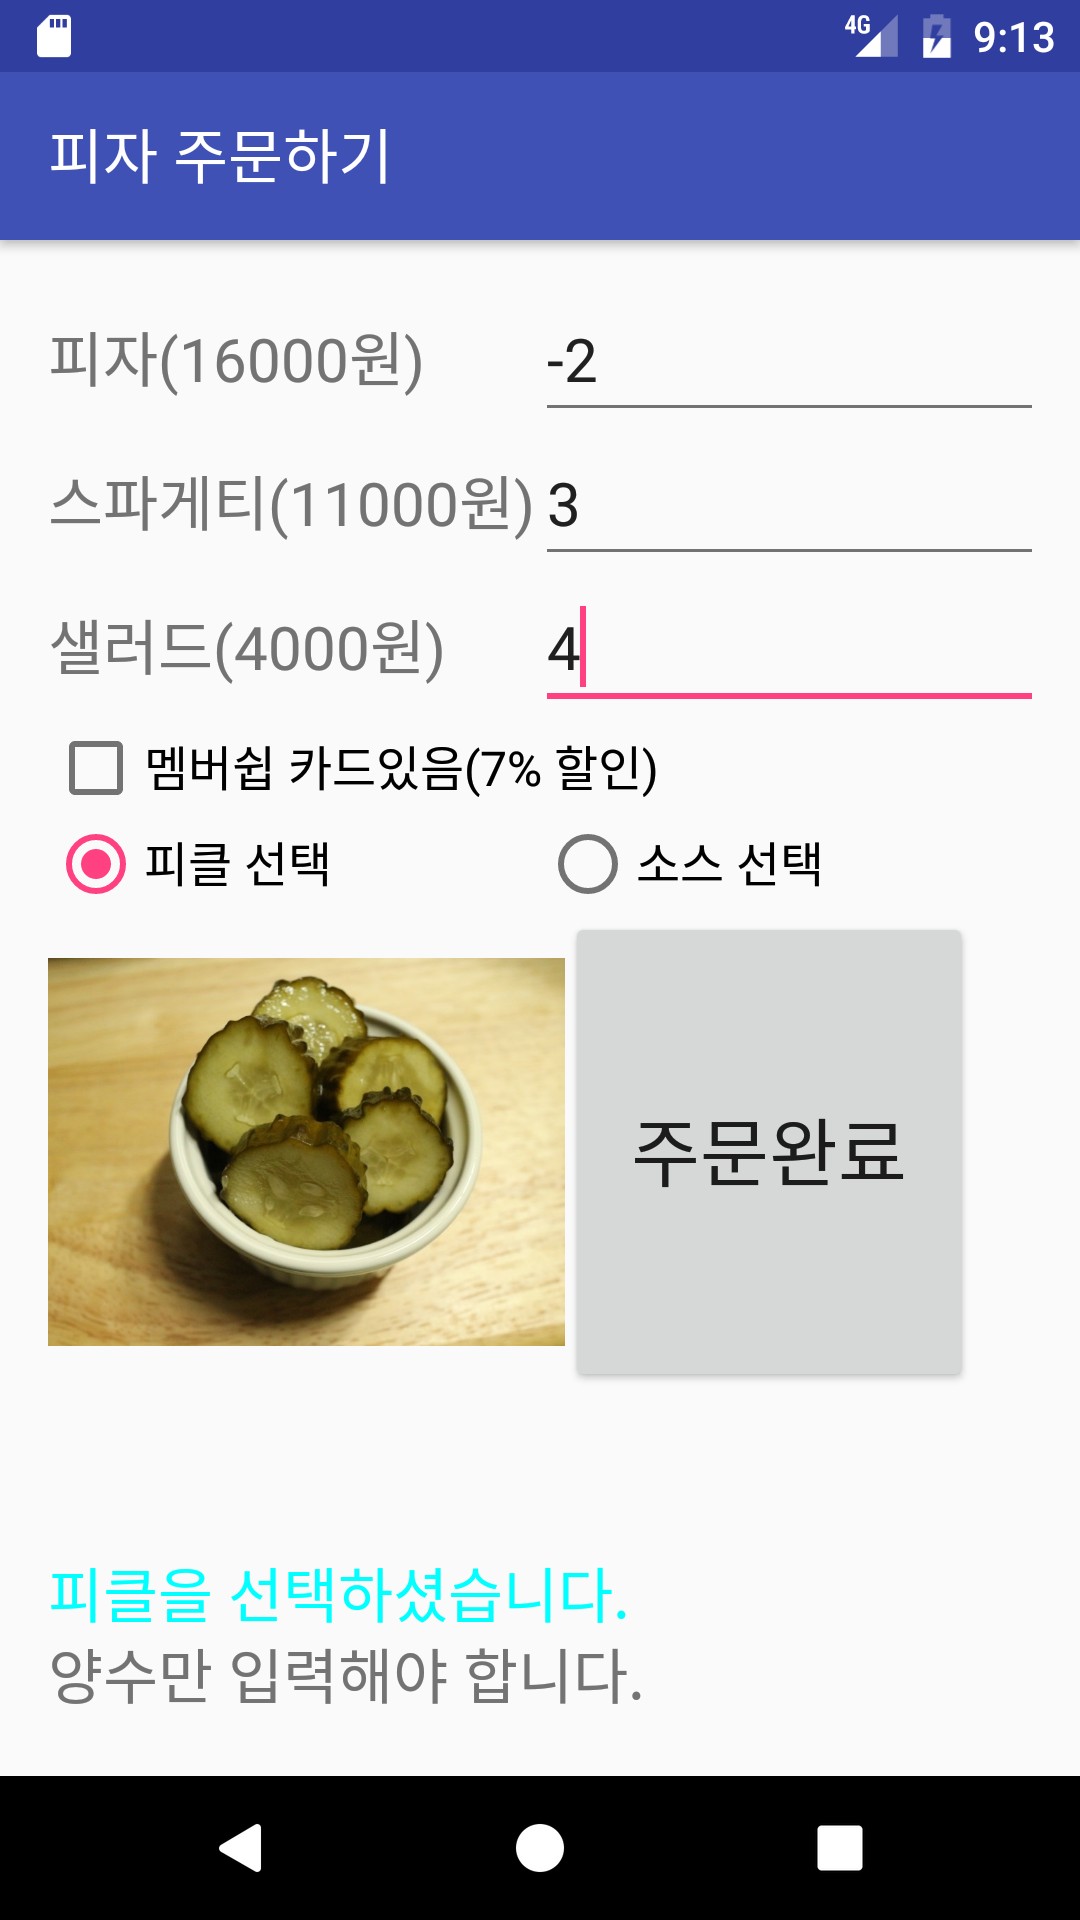 4G 9:13
피자 주문하기
피자(16000원) -2
스파게티(11000원) 3
샐러드(4000원) 4
멤버쉽 카드있음(7% 할인)
피클 선택 소스 선택
주문완료
피클을 선택하셨습니다.
양수만 입력해야 합니다.